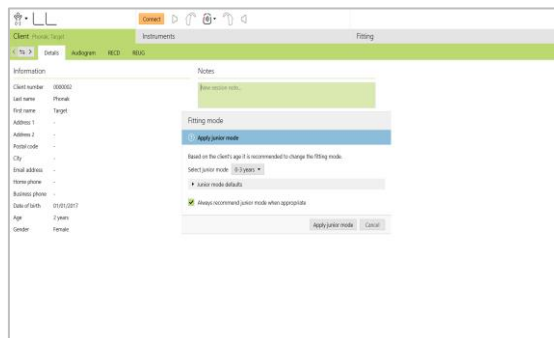 Connect
Client Phonak, Target
Instruments
Fitting
Details Audiogram RECD REUG
Information
Client number 0000002
Last name Phonak
First name Target
Address 1 -
Address 2 -
Postal code -
City -
Email address -
Home phone -
Business phone -
Date of birth 01/01/2017
Age 2 years
Gender Female
Notes
New session note...
Fitting mode
Apply junior mode
Based on the client's age it is recommended to change the fitting mode.
Select junior mode 0-3 years
Junior mode defaults
Always recommend junior mode when appropriate
Apply junior mode Cancel